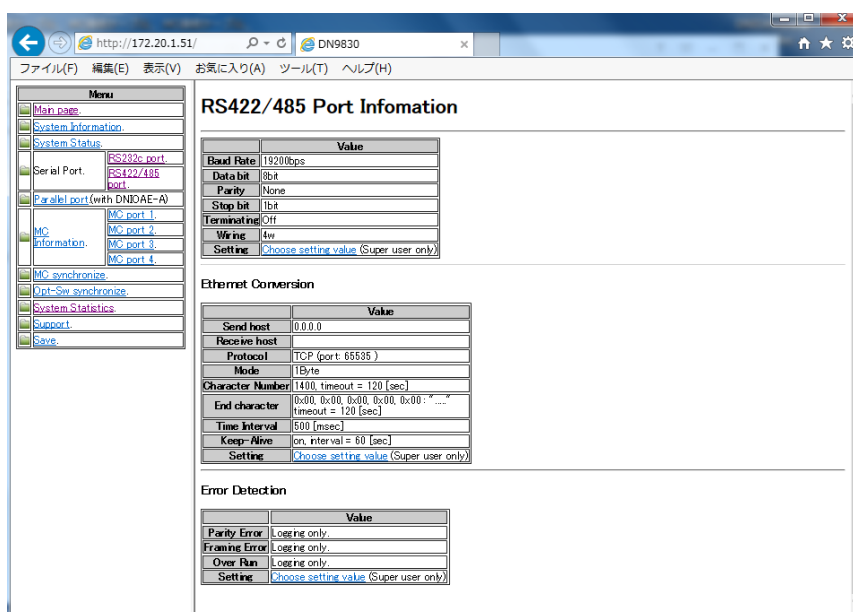 http://172.20.1.51/
DN9830
ファイル(F) 編集(E) 表示(V) お気に入り(A) ツール(T) ヘルプ(H)
Menu
Main page.
System Information.
System Status.
Serial Port.
RS232c port.
RS422/485
port.
Parallel port(with DNIOAE-A)
MC
Information.
MC port 1.
MC port 2.
MC port 3.
MC port 4.
MC synchronize.
Opt-Sw synchronize.
System Statistics.
Support.
Save.
RS422/485 Port Infomation
Value
Baud Rate 19200bps
Data bit 8bit
Parity None
Stop bit 1bit
Terminating Off
Wiring 4w
Setting Choose setting value (Super user only)
Ethernet Conversion
Value
Send host 0.0.0.0
Receive host
Protocol TCP (port: 65535 )
Mode 1Byte
Character Number 1400, timeout = 120 [sec]
End character 0x00, 0x00, 0x00, 0x00, 0x00 : "....."
timeout = 120 [sec]
Time Interval 500 [msec]
Keep-Alive on, interval = 60 [sec]
Setting Choose setting value (Super user only)
Error Detection
Value
Parity Error Logging only.
Framing Error Logging only.
Over Run Logging only.
Setting Choose setting value (Super user only)